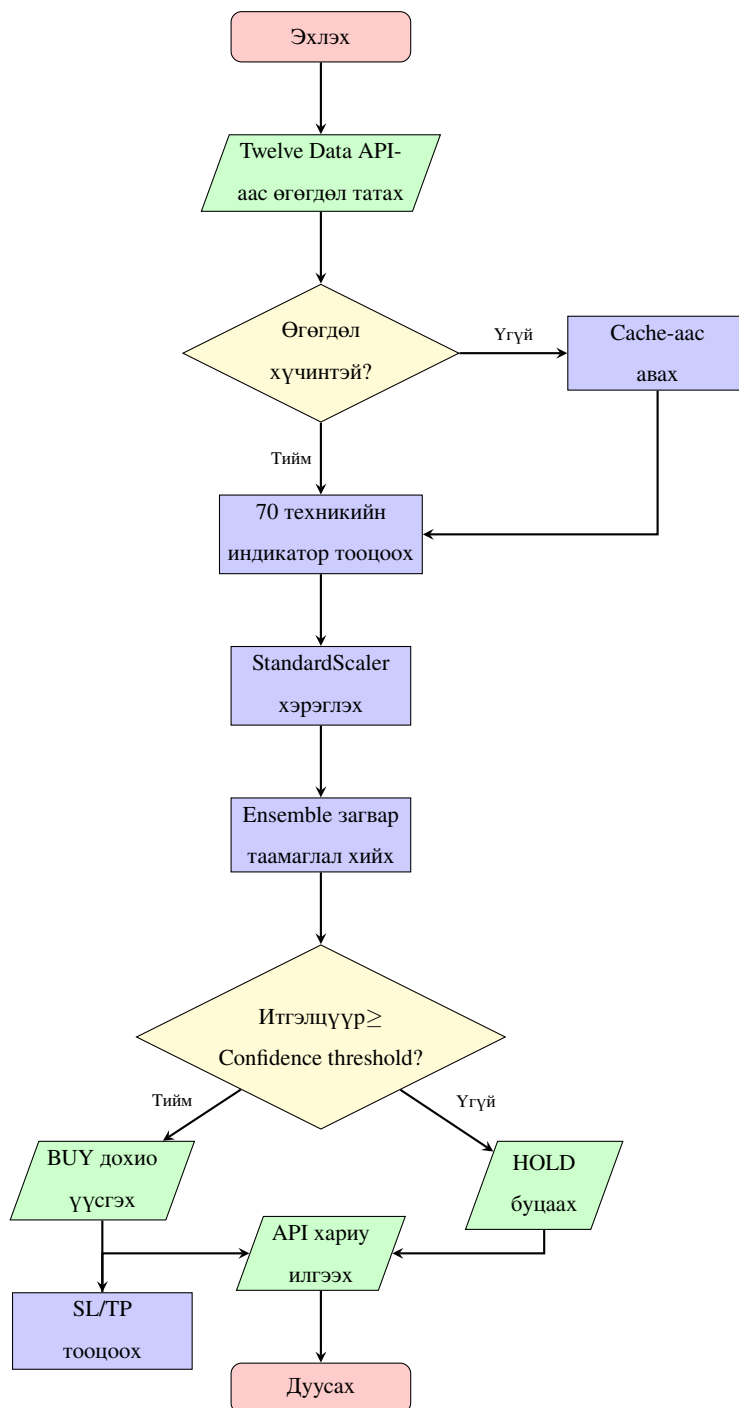 Эхлэх
Twelve Data API-
аас өгөгдөл татах
Өгөгдөл
хүчинтэй?
Үгүй
Cache-аас
авах
Тийм
70 техникийн
индикатор тооцоох
StandardScaler
хэрэглэх
Ensemble загвар
таамаглал хийх
Итгэлцүүр≥
Confidence threshold?
Тийм
Үгүй
BUY дохио
үүсгэх
HOLD
буцаах
API хариу
илгээх
SL/TP
тооцоох
Дуусах